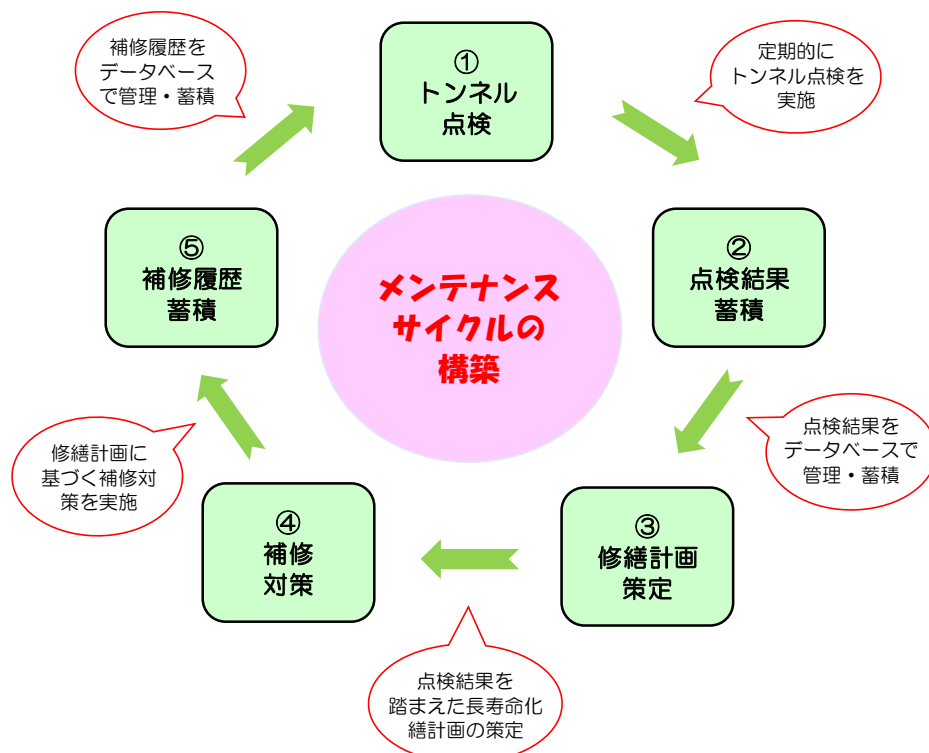 補修履歴を
データベース
で管理・蓄積
①
トンネル
点検
定期的に
トンネル点検を
実施
⑤
補修履歴
蓄積
メンテナンス
サイクルの
構築
②
点検結果
蓄積
修繕計画に
基づく補修対
策を実施
点検結果を
データベースで
管理・蓄積
④
補修
対策
③
修繕計画
策定
点検結果を
踏まえた長寿命化
繕計画の策定